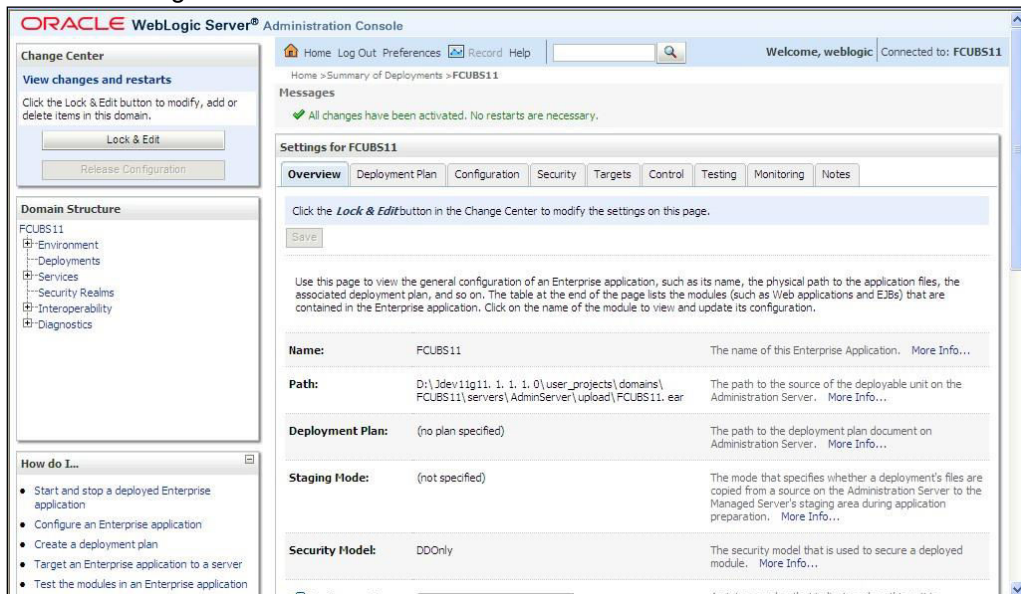 ORACLE WebLogic Server® Administration Console
Change Center
View changes and restarts
Click the Lock & Edit button to modify, add or
delete items in this domain.
Lock & Edit
Release Configuration
Domain Structure
FCUBS11
Environment
Deployments
Services
Security Realms
Interoperability
Diagnostics
How do I...
Start and stop a deployed Enterprise
application
Configure an Enterprise application
Create a deployment plan
Target an Enterprise application to a server
Test the modules in an Enterprise application
Home Log Out Preferences Record Help
Welcome, weblogic Connected to: FCUBS11
Home >Summary of Deployments >FCUBS11
Messages
All changes have been activated. No restarts are necessary.
Settings for FCUBS11
Overview Deployment Plan Configuration Security Targets Control Testing Monitoring Notes
Click the Lock & Edit button in the Change Center to modify the settings on this page.
Save
Use this page to view the general configuration of an Enterprise application, such as its name, the physical path to the application files, the
associated deployment plan, and so on. The table at the end of the page lists the modules (such as Web applications and EJBs) that are
contained in the Enterprise application. Click on the name of the module to view and update its configuration.
Name: FCUBS11 The name of this Enterprise Application. More Info...
Path: D:\Jdev11g11. 1. 1. 1. 0\user_projects\domains\ The path to the source of the deployable unit on the
FCUBS11\servers\AdminServer\upload\FCUBS11. ear Administration Server. More Info...
Deployment Plan: (no plan specified) The path to the deployment plan document on
Administration Server. More Info...
Staging Mode: (not specified) The mode that specifies whether a deployment's files are
copied from a source on the Administration Server to the
Managed Server's staging area during application
preparation. More Info...
Security Model: DDOnly The security model that is used to secure a deployed
module. More Info...